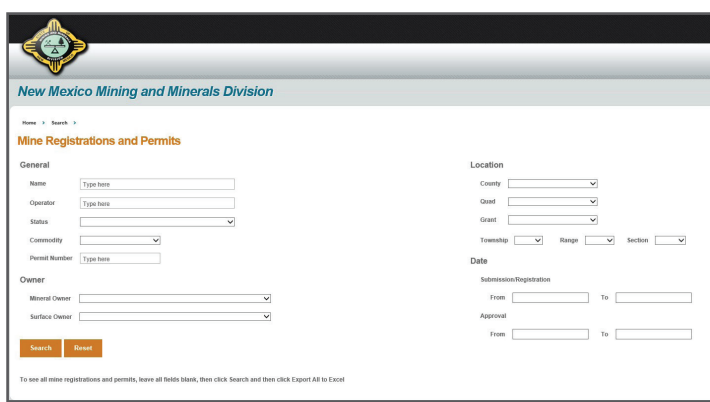 New Mexico Mining and Minerals Division
Home > Search >
Mine Registrations and Permits
General
Name Type here
Operator Type here
Status
Commodity
Permit Number Type here
Owner
Mineral Owner
Surface Owner
Search Reset
Location
County
Quad
Grant
Township Range Section
Date
Submission/Registration
From To
Approval
From To
To see all mine registrations and permits, leave all fields blank, then click Search and then click Export All to Excel